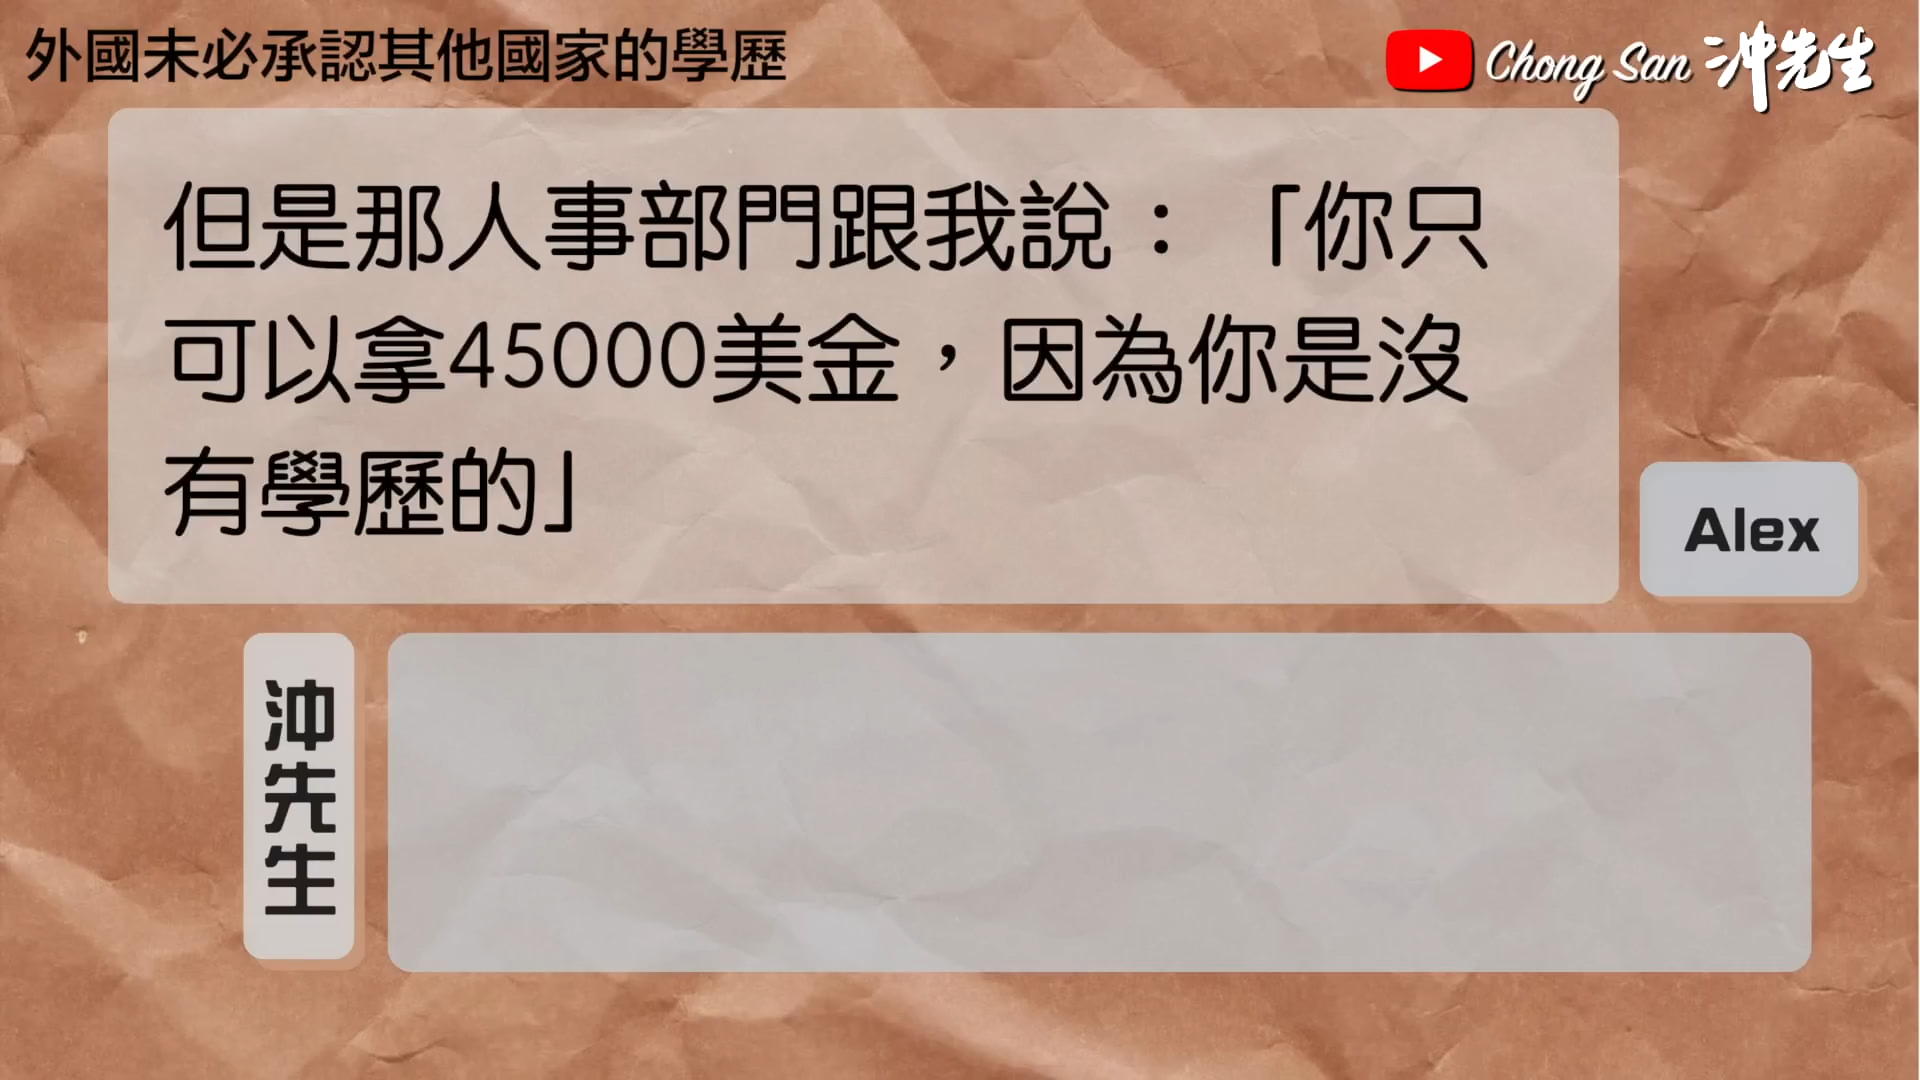 外國未必承認其他國家的學歷
Chong San 沖先生
但是那人事部門跟我說：「你只
可以拿45000美金，因為你是沒
有學歷的」
Alex
沖先生